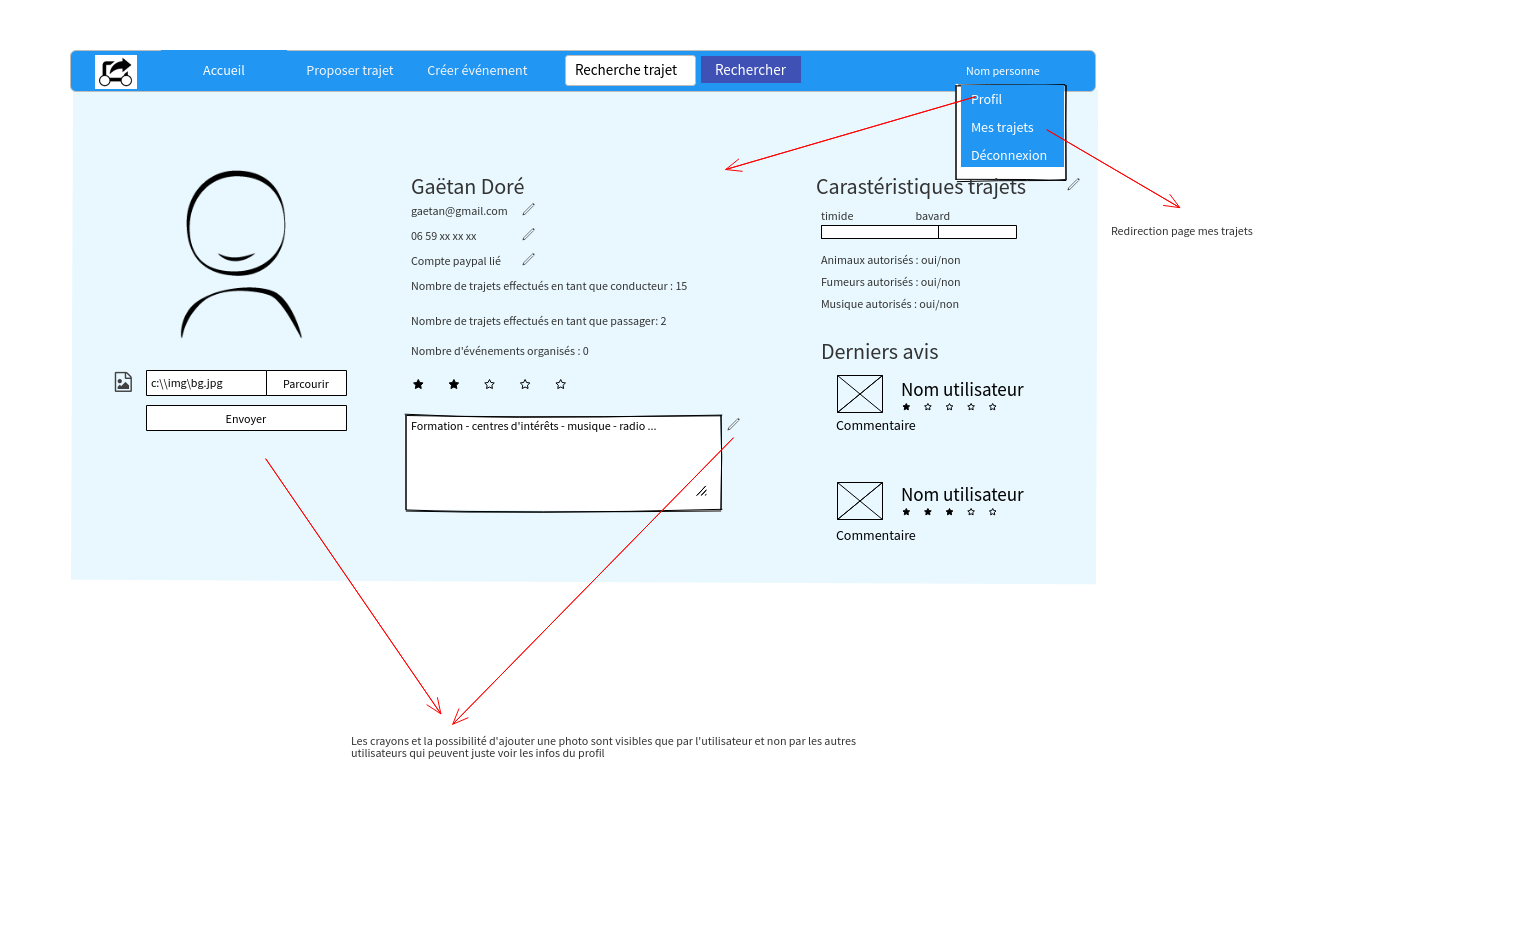 Accueil
Proposer trajet
Créer événement
Recherche trajet
Rechercher
Nom personne
Profil
Mes trajets
Déconnexion
Redirection page mes trajets
c:\\img\bg.jpg
Parcourir
Envoyer
Gaëtan Doré
gaetan@gmail.com
06 59 xx xx xx
Compte paypal lié
Nombre de trajets effectués en tant que conducteur : 15
Nombre de trajets effectués en tant que passager: 2
Nombre d'événements organisés : 0
Formation - centres d'intérêts - musique - radio ...
Carastéristiques trajets
timide
bavard
Animaux autorisés : oui/non
Fumeurs autorisés : oui/non
Musique autorisés : oui/non
Derniers avis
Nom utilisateur
Commentaire
Nom utilisateur
Commentaire
Les crayons et la possibilité d'ajouter une photo sont visibles que par l'utilisateur et non par les autres
utilisateurs qui peuvent juste voir les infos du profil